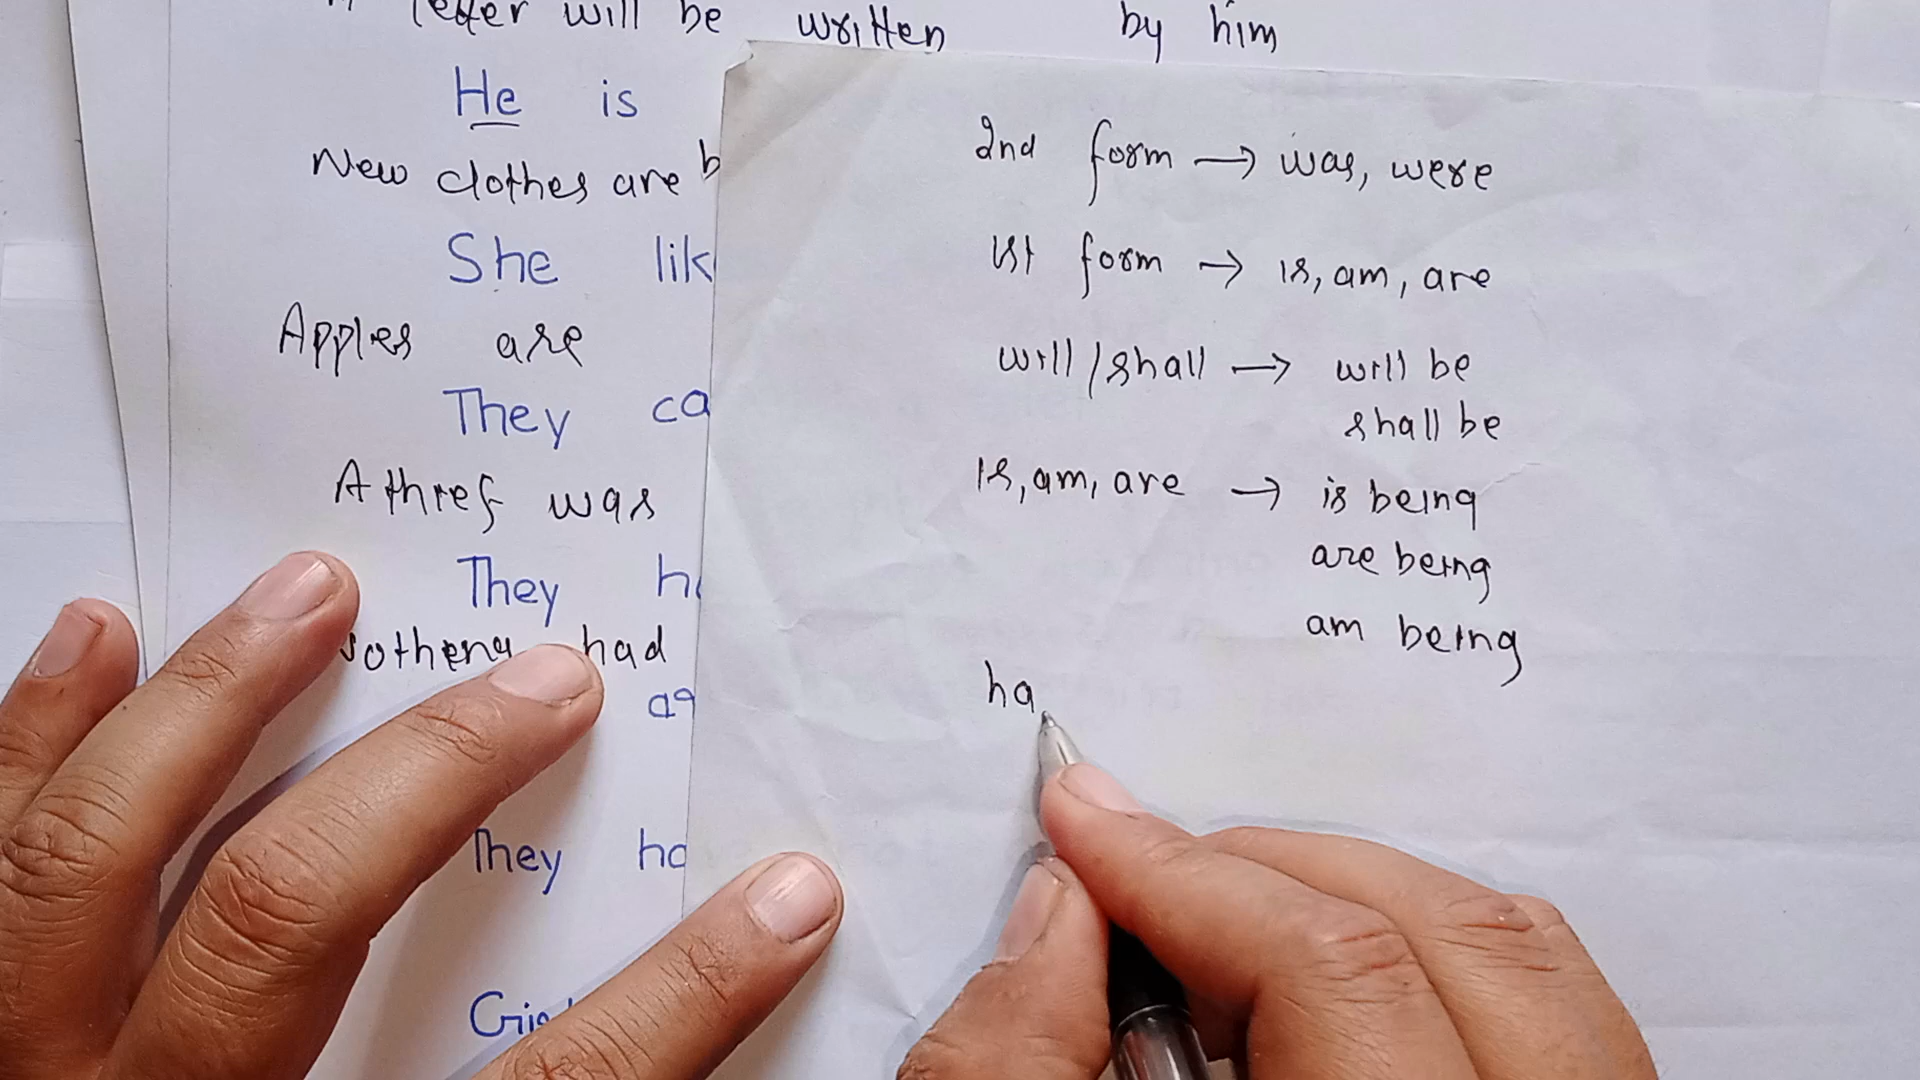 letter will be written by him
He is
New clothes are b
She lik
Apples are
They ca
A thief was
They ha
had
ag
They ha
2nd form → was, were
1st form → is, am, are
will / shall → will be
shall be
is, am, are → is being
are being
am being
ha